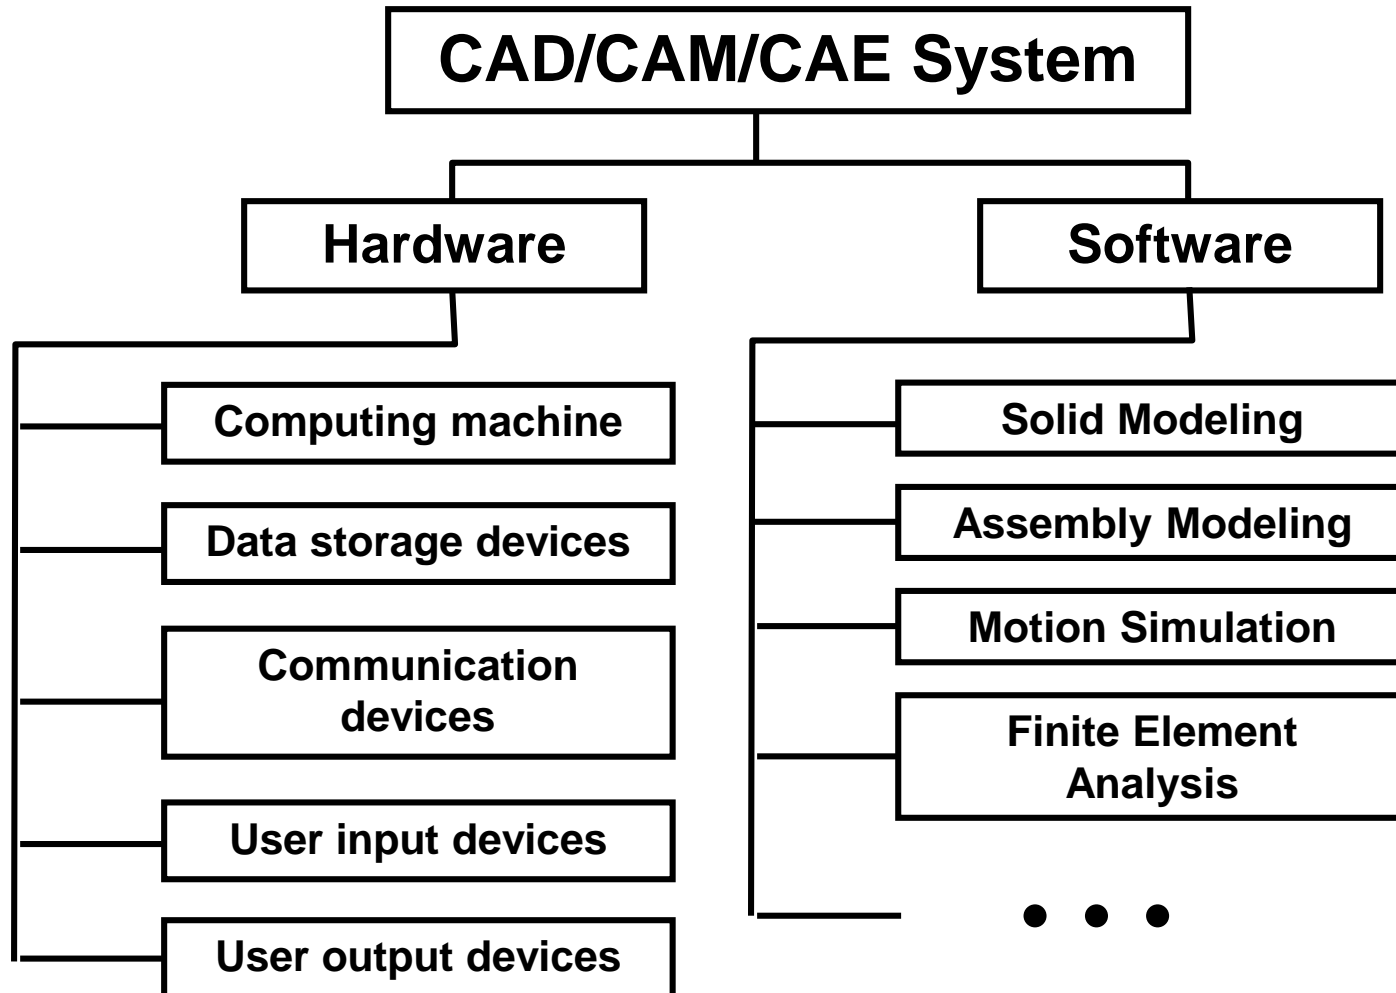 CAD/CAM/CAE System
Hardware
Software
Computing machine
Data storage devices
Communication
devices
User input devices
User output devices
Solid Modeling
Assembly Modeling
Motion Simulation
Finite Element
Analysis
• • •